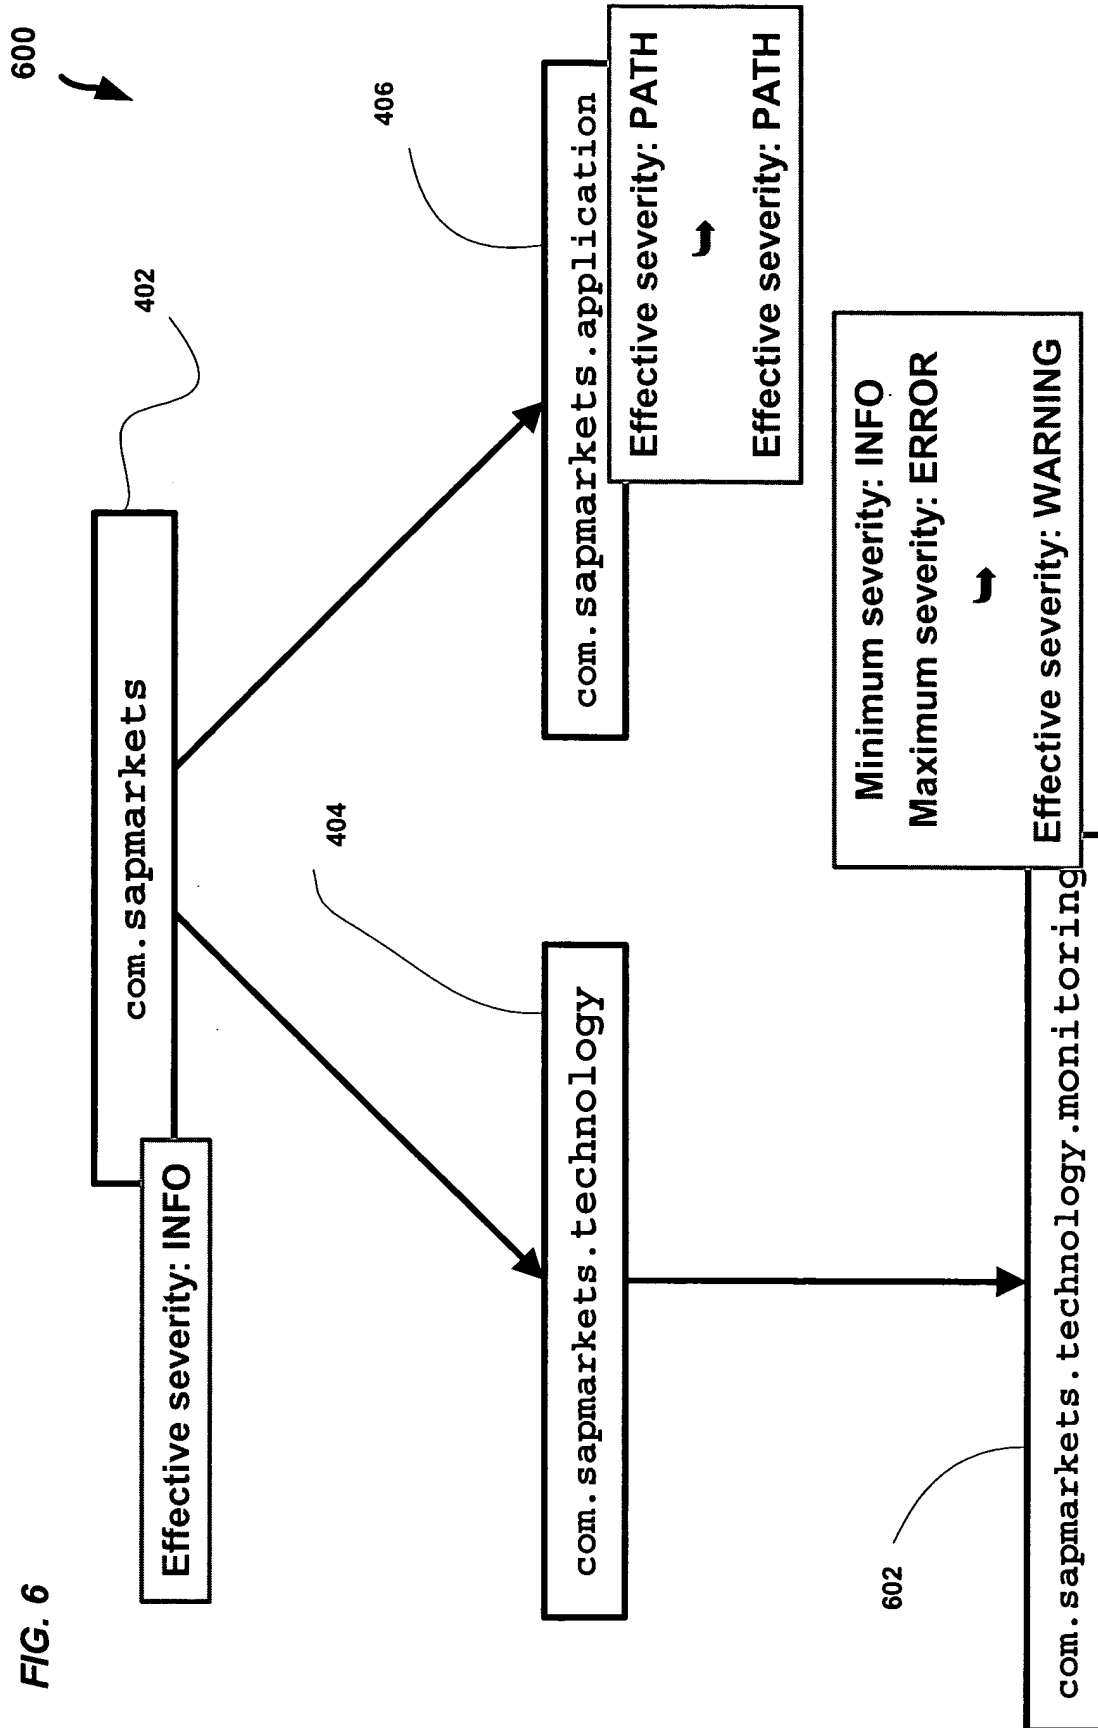 FIG. 6
600
402
com.sapmarkets
Effective severity: INFO
404
406
com.sapmarkets.technology
com.sapmarkets.application
Effective severity: PATH
Effective severity: PATH
602
Minimum severity: INFO
Maximum severity: ERROR
Effective severity: WARNING
com.sapmarkets.technology.monitoring